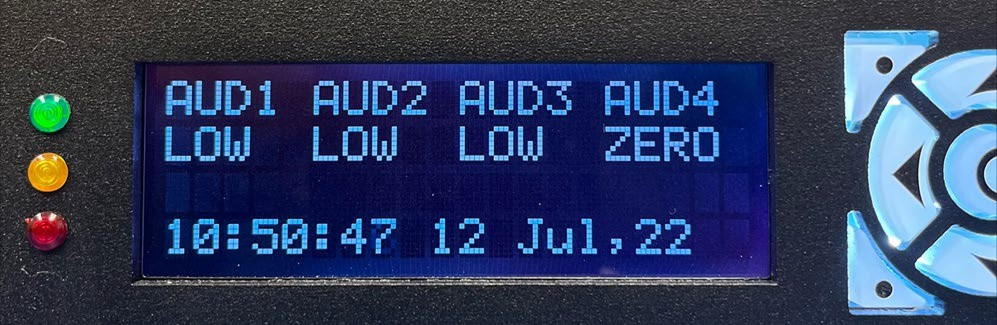 AUD1 AUD2 AUD3 AUD4
LOW LOW LOW ZERO
10:50:47 12 Jul,22